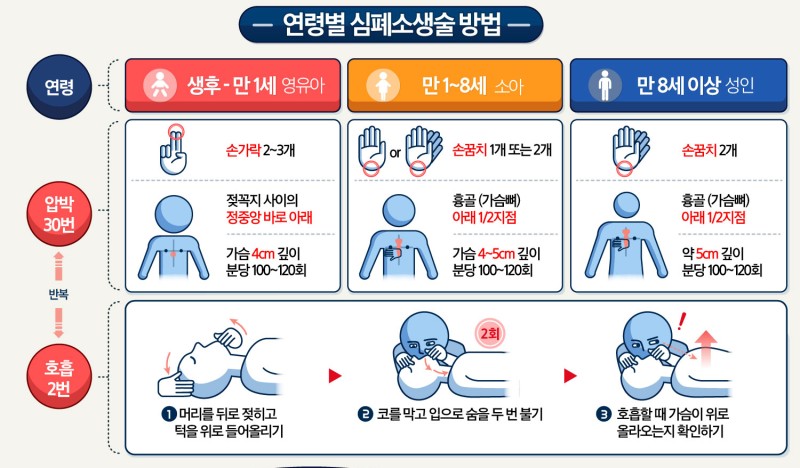 연령별 심폐소생술 방법
연령
생후 - 만 1세 영유아
만 1~8세 소아
만 8세 이상 성인
압박
30번
반복
호흡
2번
손가락 2~3개
젖꼭지 사이의
정중앙 바로 아래
가슴 4cm 깊이
분당 100~120회
or
손꿈치 1개 또는 2개
흉골 (가슴뼈)
아래 1/2지점
가슴 4~5cm 깊이
분당 100~120회
손꿈치 2개
흉골 (가슴뼈)
아래 1/2지점
약 5cm 깊이
분당 100~120회
1 머리를 뒤로 젖히고
턱을 위로 들어올리기
2회
2 코를 막고 입으로 숨을 두 번 불기
!
3 호흡할 때 가슴이 위로
올라오는지 확인하기